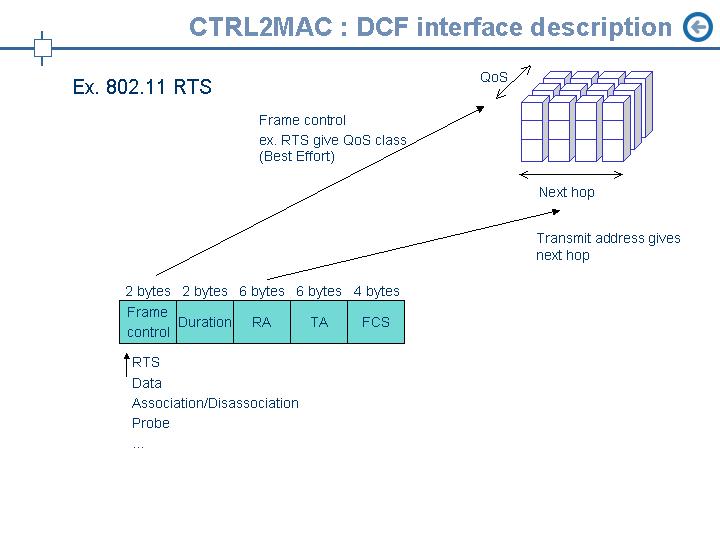 CTRL2MAC : DCF interface description
Ex. 802.11 RTS
QoS
Frame control
ex. RTS give QoS class
(Best Effort)
Next hop
Transmit address gives
next hop
2 bytes 2 bytes 6 bytes 6 bytes 4 bytes
Frame
control
Duration RA TA FCS
RTS
Data
Association/Disassociation
Probe
...